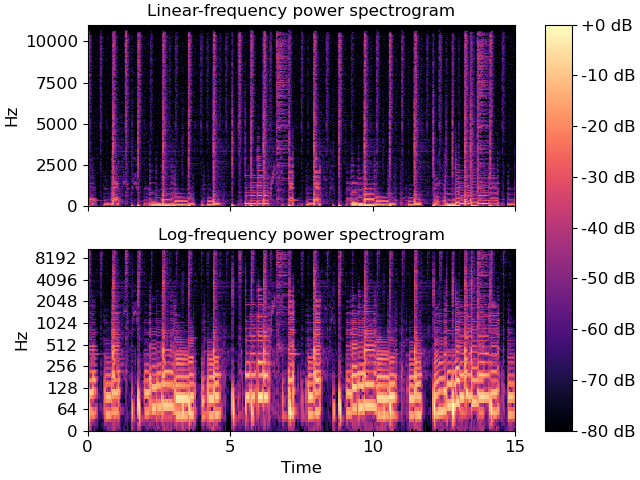 Linear-frequency power spectrogram
10000
7500
5000
2500
0
Hz
Log-frequency power spectrogram
8192
4096
2048
1024
512
256
128
64
0
Hz
0 5 10 15
Time
+0 dB
-10 dB
-20 dB
-30 dB
-40 dB
-50 dB
-60 dB
-70 dB
-80 dB